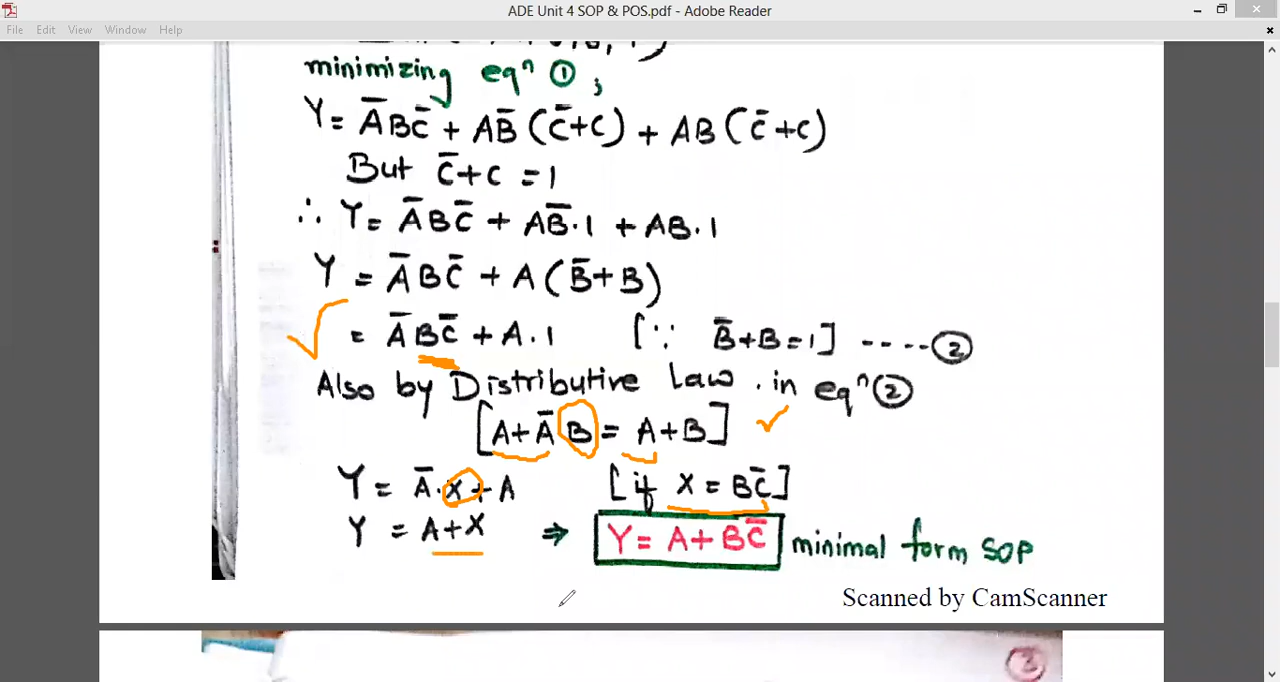 ADE Unit 4 SOP & POS.pdf - Adobe Reader
File Edit View Window Help
minimizing eqⁿ ① ;
Y = A̅BC̅ + AB̅ (C̅+C) + AB (C̅+C)
But C̅+C = 1
∴ Y = A̅BC̅ + AB̅·1 + AB·1
Y = A̅BC̅ + A (B̅+B)
= A̅BC̅ + A·1 [∵ B̅+B=1] ----- ②
Also by Distributive Law. in eqⁿ ②
[A+A̅B = A+B]
Y = A̅·X+A [if X = BC̅]
Y = A+X ⇒ Y = A+BC̅ minimal form SOP
Scanned by CamScanner
2